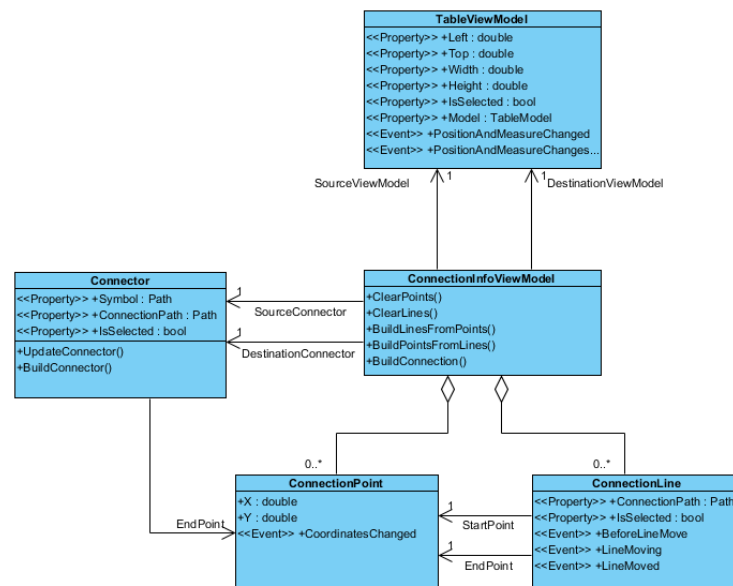 TableViewModel
<<Property>> +Left : double
<<Property>> +Top : double
<<Property>> +Width : double
<<Property>> +Height : double
<<Property>> +IsSelected : bool
<<Property>> +Model : TableModel
<<Event>> +PositionAndMeasureChanged
<<Event>> +PositionAndMeasureChanges...
SourceViewModel
1
1
DestinationViewModel
Connector
<<Property>> +Symbol : Path
<<Property>> +ConnectionPath : Path
<<Property>> +IsSelected : bool
+UpdateConnector()
+BuildConnector()
1
SourceConnector
1
DestinationConnector
ConnectionInfoViewModel
+ClearPoints()
+ClearLines()
+BuildLinesFromPoints()
+BuildPointsFromLines()
+BuildConnection()
0..*
0..*
EndPoint
ConnectionPoint
+X : double
+Y : double
<<Event>> +CoordinatesChanged
1
StartPoint
1
EndPoint
ConnectionLine
<<Property>> +ConnectionPath : Path
<<Property>> +IsSelected : bool
<<Event>> +BeforeLineMove
<<Event>> +LineMoving
<<Event>> +LineMoved